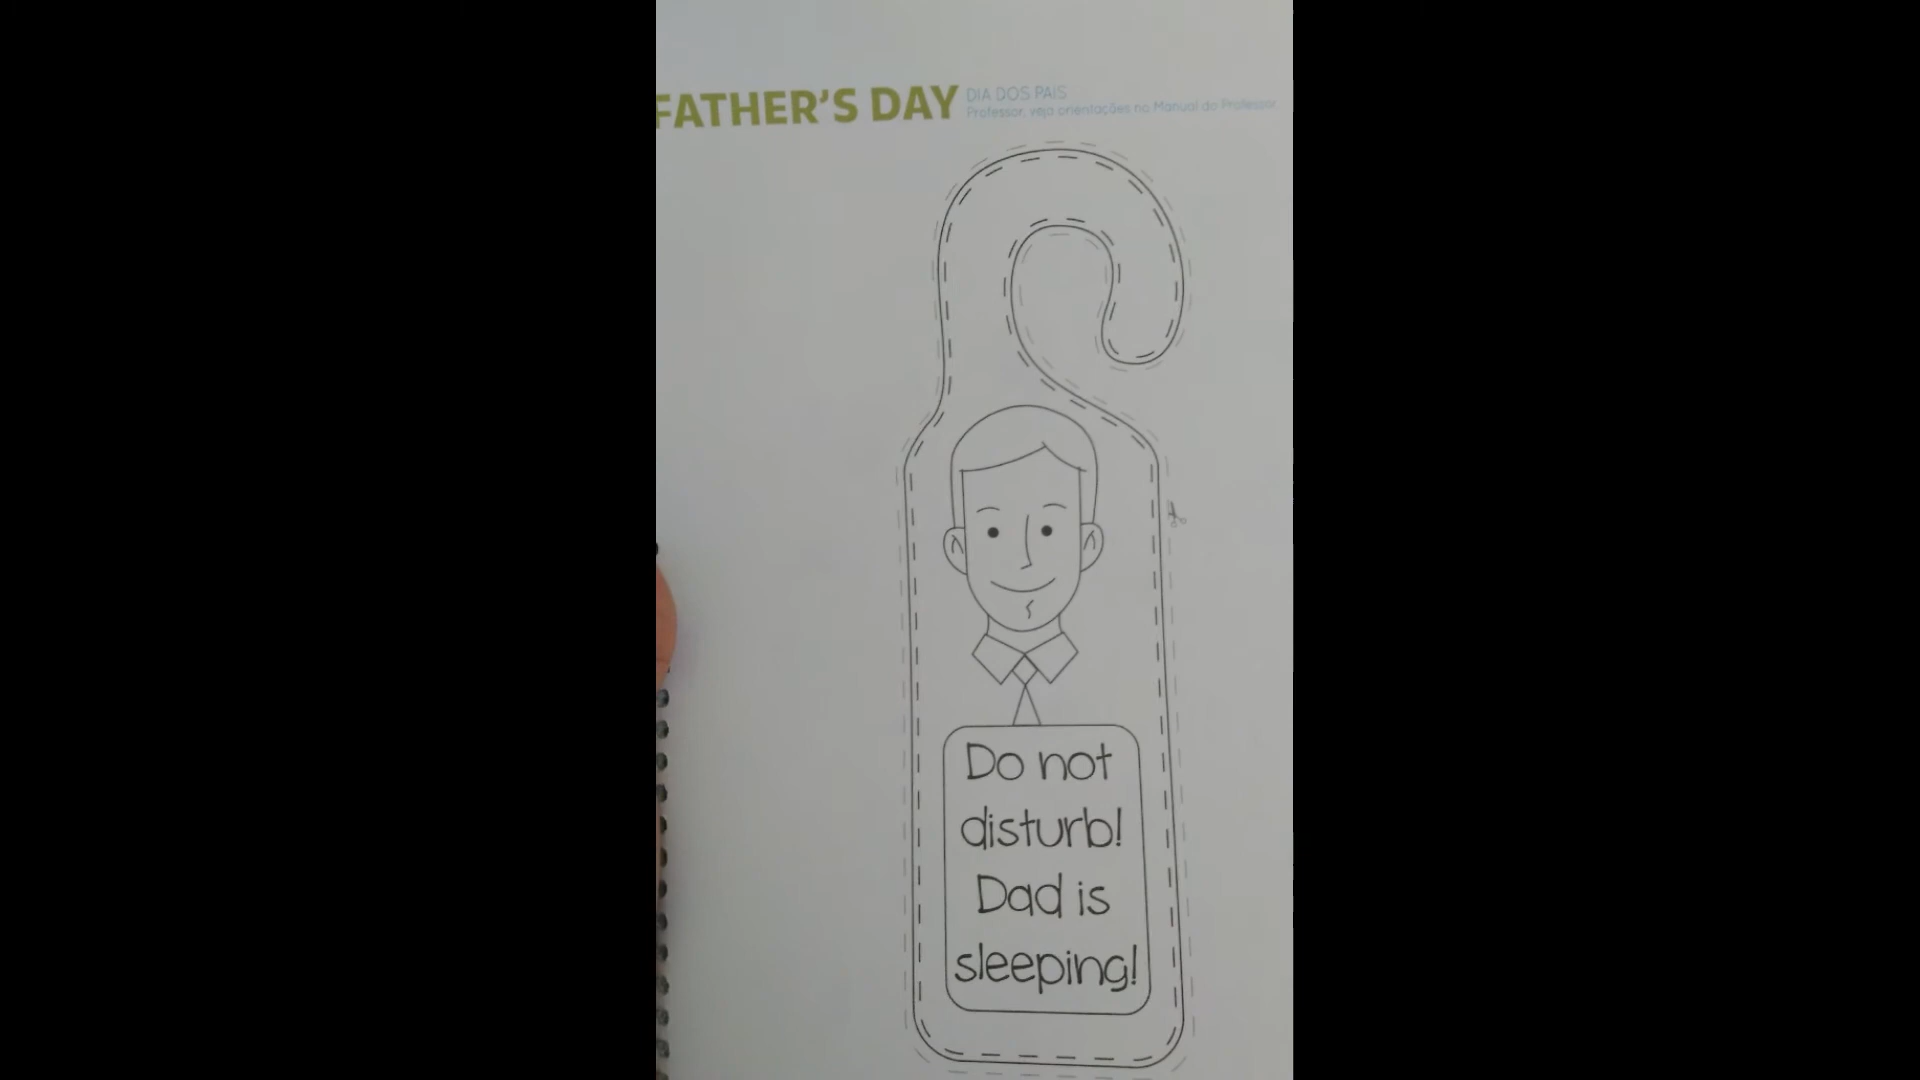 FATHER'S DAY
DIA DOS PAIS
Professor, veja orientações no Manual do Professor
Do not
disturb!
Dad is
sleeping!